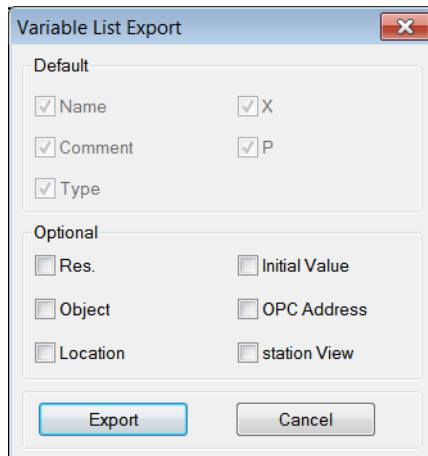 Variable List Export
Default
Name X
Comment P
Type
Optional
Res. Initial Value
Object OPC Address
Location station View
Export Cancel